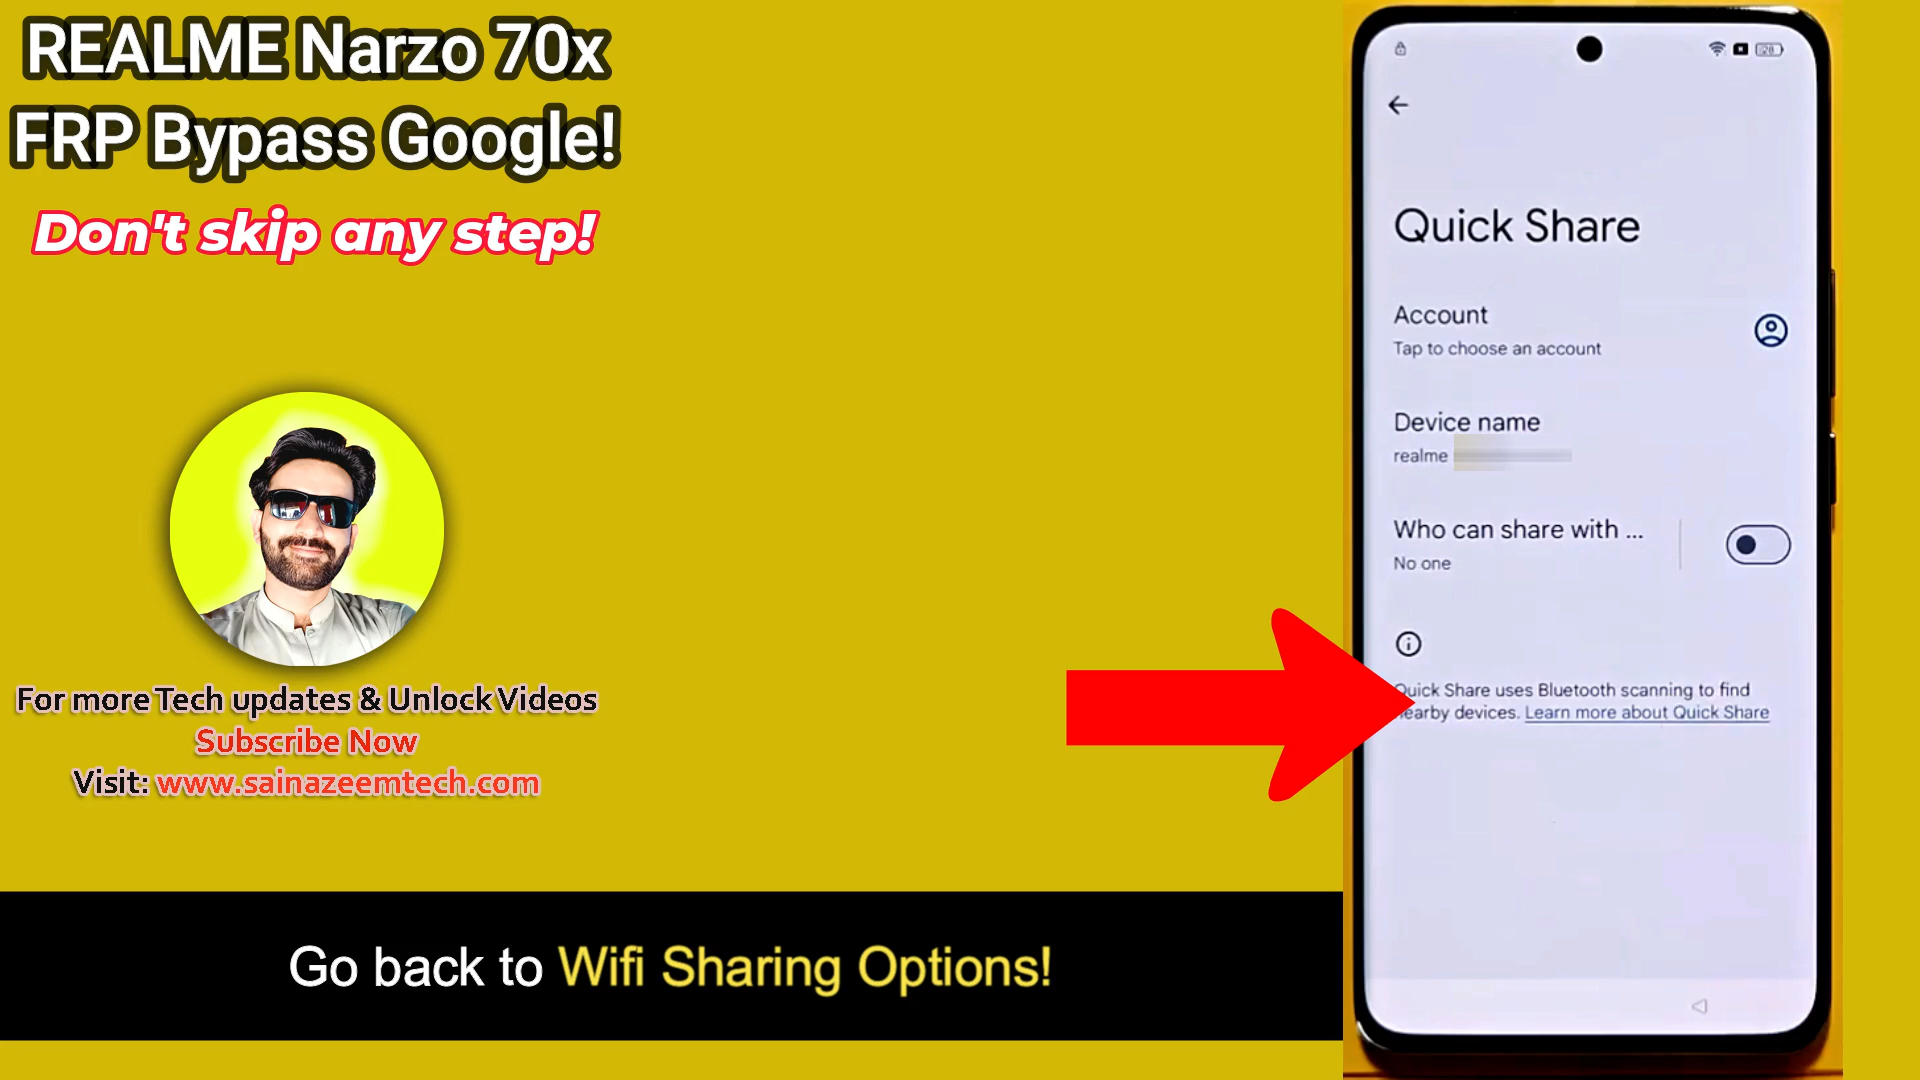 REALME Narzo 70x
FRP Bypass Google!
Don't skip any step!
For more Tech updates & Unlock Videos
Subscribe Now
Visit: www.sainazeemtech.com
Go back to Wifi Sharing Options!
28
Quick Share
Account
Tap to choose an account
Device name
realme
Who can share with ...
No one
Quick Share uses Bluetooth scanning to find
nearby devices. Learn more about Quick Share